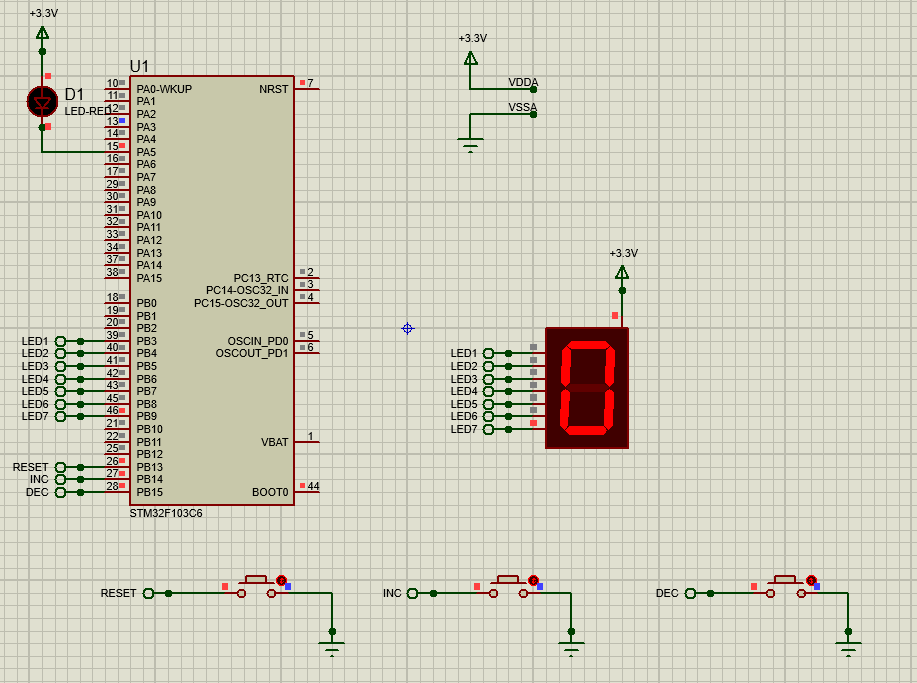 +3.3V
D1
LED-RED
U1
10 PA0-WKUP
11 PA1
12 PA2
13 PA3
14 PA4
15 PA5
16 PA6
17 PA7
29 PA8
30 PA9
31 PA10
32 PA11
33 PA12
34 PA13
37 PA14
38 PA15
18 PB0
19 PB1
20 PB2
LED1 39 PB3
LED2 40 PB4
LED3 41 PB5
LED4 42 PB6
LED5 43 PB7
LED6 45 PB8
LED7 46 PB9
21 PB10
22 PB11
25 PB12
RESET 26 PB13
INC 27 PB14
DEC 28 PB15
NRST 7
PC13_RTC 2
PC14-OSC32_IN 3
PC15-OSC32_OUT 4
OSCIN_PD0 5
OSCOUT_PD1 6
VBAT 1
BOOT0 44
STM32F103C6
+3.3V
VDDA
VSSA
+3.3V
LED1
LED2
LED3
LED4
LED5
LED6
LED7
0
RESET
INC
DEC